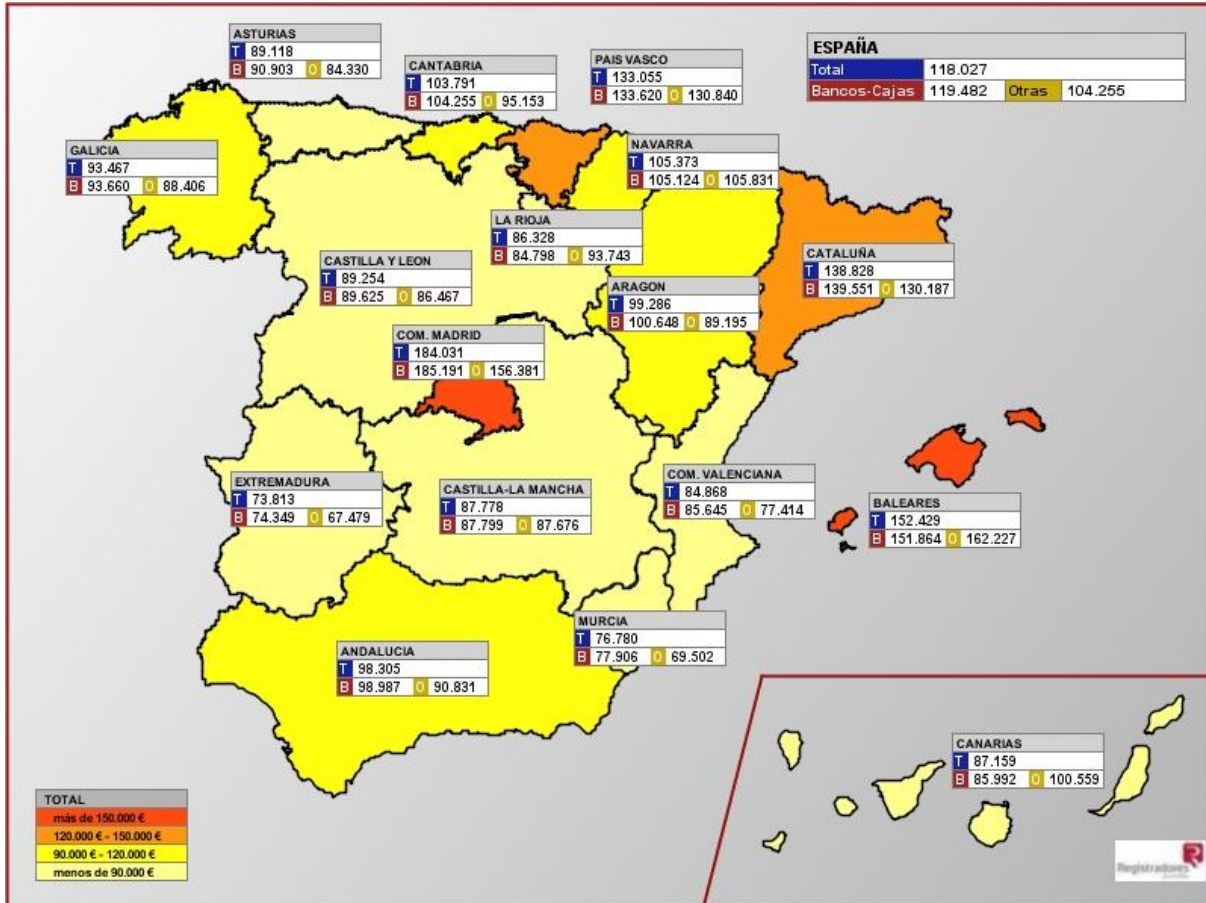 ASTURIAS
T 89.118
B 90.903 O 84.330
CANTABRIA
T 103.791
B 104.255 O 95.153
PAIS VASCO
T 133.055
B 133.620 O 130.840
ESPAÑA
Total 118.027
Bancos-Cajas 119.482 Otras 104.255
GALICIA
T 93.467
B 93.660 O 88.406
NAVARRA
T 105.373
B 105.124 O 105.831
LA RIOJA
T 86.328
B 84.798 O 93.743
CASTILLA Y LEON
T 89.254
B 89.625 O 86.467
ARAGON
T 99.286
B 100.648 O 89.195
CATALUÑA
T 138.828
B 139.551 O 130.187
COM. MADRID
T 184.031
B 185.191 O 156.381
EXTREMADURA
T 73.813
B 74.349 O 67.479
CASTILLA-LA MANCHA
T 87.778
B 87.799 O 87.676
COM. VALENCIANA
T 84.868
B 85.645 O 77.414
BALEARES
T 152.429
B 151.864 O 162.227
MURCIA
T 76.780
B 77.906 O 69.502
ANDALUCIA
T 98.305
B 98.987 O 90.831
CANARIAS
T 87.159
B 85.992 O 100.559
TOTAL
más de 150.000 €
120.000 € - 150.000 €
90.000 € - 120.000 €
menos de 90.000 €
Registradores